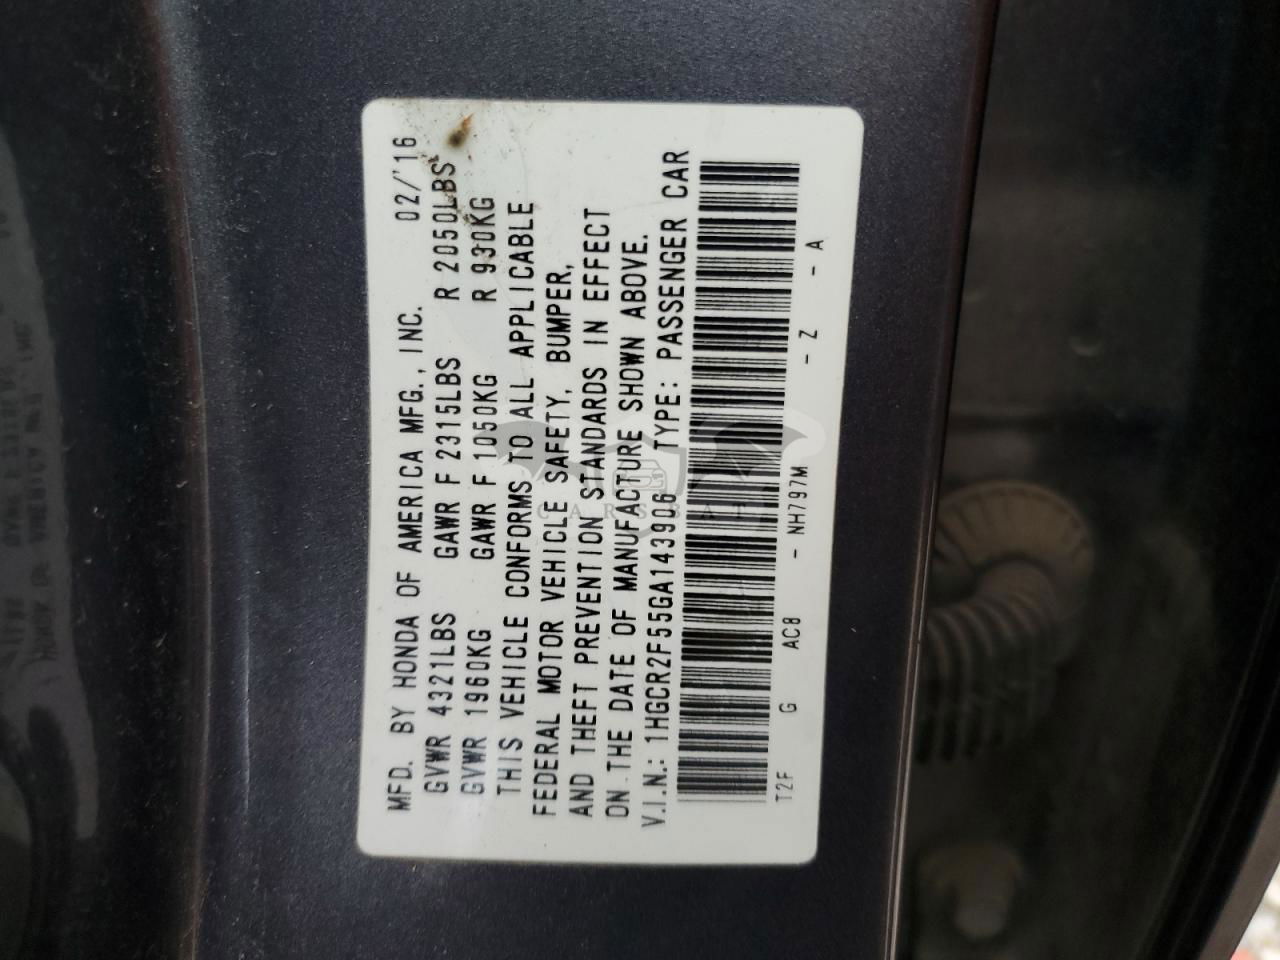 MFD. BY HONDA OF AMERICA MFG., INC. 02/'16
GVWR 4321LBS GAWR F 2315LBS R 2050LBS
GVWR 1960KG GAWR F 1050KG R 930KG
THIS VEHICLE CONFORMS TO ALL APPLICABLE
FEDERAL MOTOR VEHICLE SAFETY, BUMPER,
AND THEFT PREVENTION STANDARDS IN EFFECT
ON THE DATE OF MANUFACTURE SHOWN ABOVE.
V.I.N.: 1HGCR2F55GA143906 TYPE: PASSENGER CAR
T2F G AC8 - NH797M - Z - A